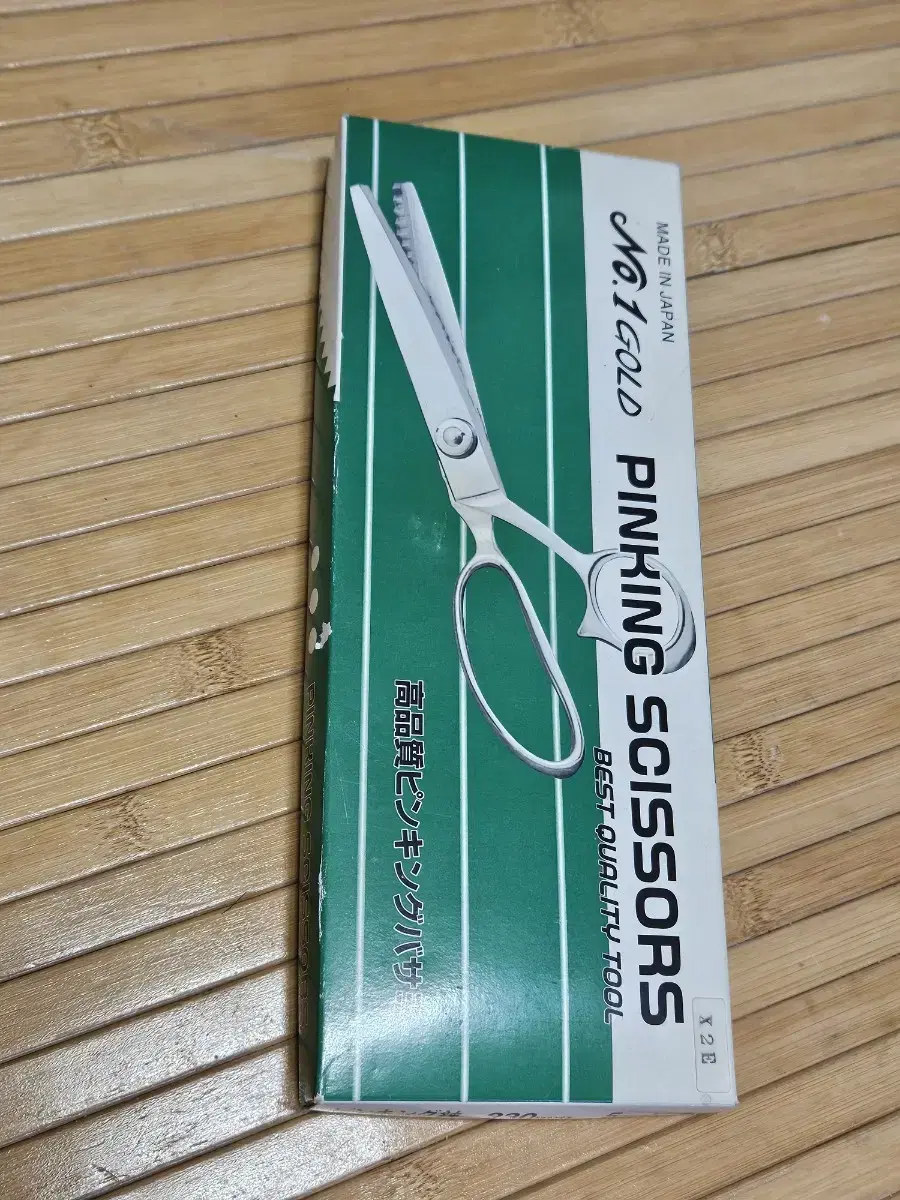 MADE IN JAPAN
No.1 GOLD
PINKING SCISSORS
BEST QUALITY TOOL
高品質ピンキングバサミ
X2E
PINKING SCISSORS